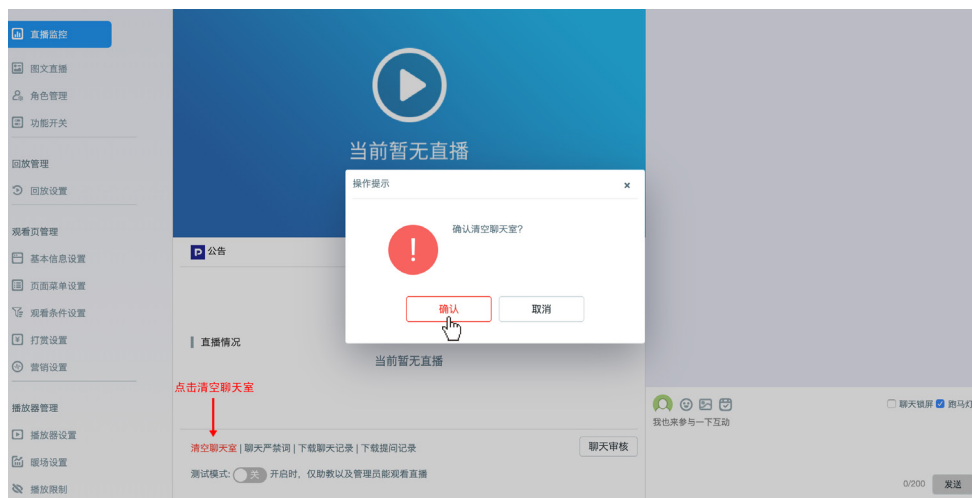 直播监控
图文直播
角色管理
功能开关
回放管理
回放设置
观看页管理
基本信息设置
页面菜单设置
观看条件设置
打赏设置
营销设置
播放器管理
播放器设置
暖场设置
播放限制
当前暂无直播
公告
直播情况
当前暂无直播
点击清空聊天室
清空聊天室 | 聊天严禁词 | 下载聊天记录 | 下载提问记录
聊天审核
测试模式: 关 开启时，仅助教以及管理员能观看直播
操作提示 ×
确认清空聊天室?
确认 取消
聊天锁屏 跑马灯
我也来参与一下互动
0/200 发送